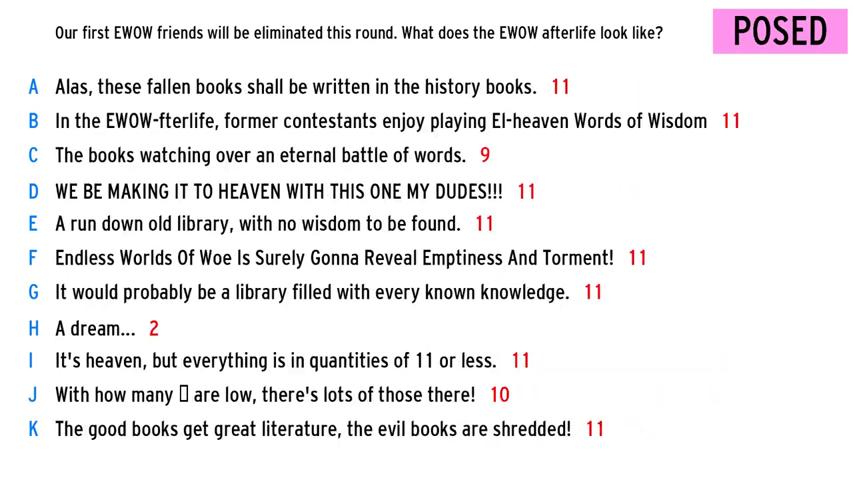 Our first EWOW friends will be eliminated this round. What does the EWOW afterlife look like?
POSED
A Alas, these fallen books shall be written in the history books. 11
B In the EWOW-fterlife, former contestants enjoy playing El-heaven Words of Wisdom 11
C The books watching over an eternal battle of words. 9
D WE BE MAKING IT TO HEAVEN WITH THIS ONE MY DUDES!!! 11
E A run down old library, with no wisdom to be found. 11
F Endless Worlds Of Woe Is Surely Gonna Reveal Emptiness And Torment! 11
G It would probably be a library filled with every known knowledge. 11
H A dream... 2
I It's heaven, but everything is in quantities of 11 or less. 11
J With how many ▯ are low, there's lots of those there! 10
K The good books get great literature, the evil books are shredded! 11